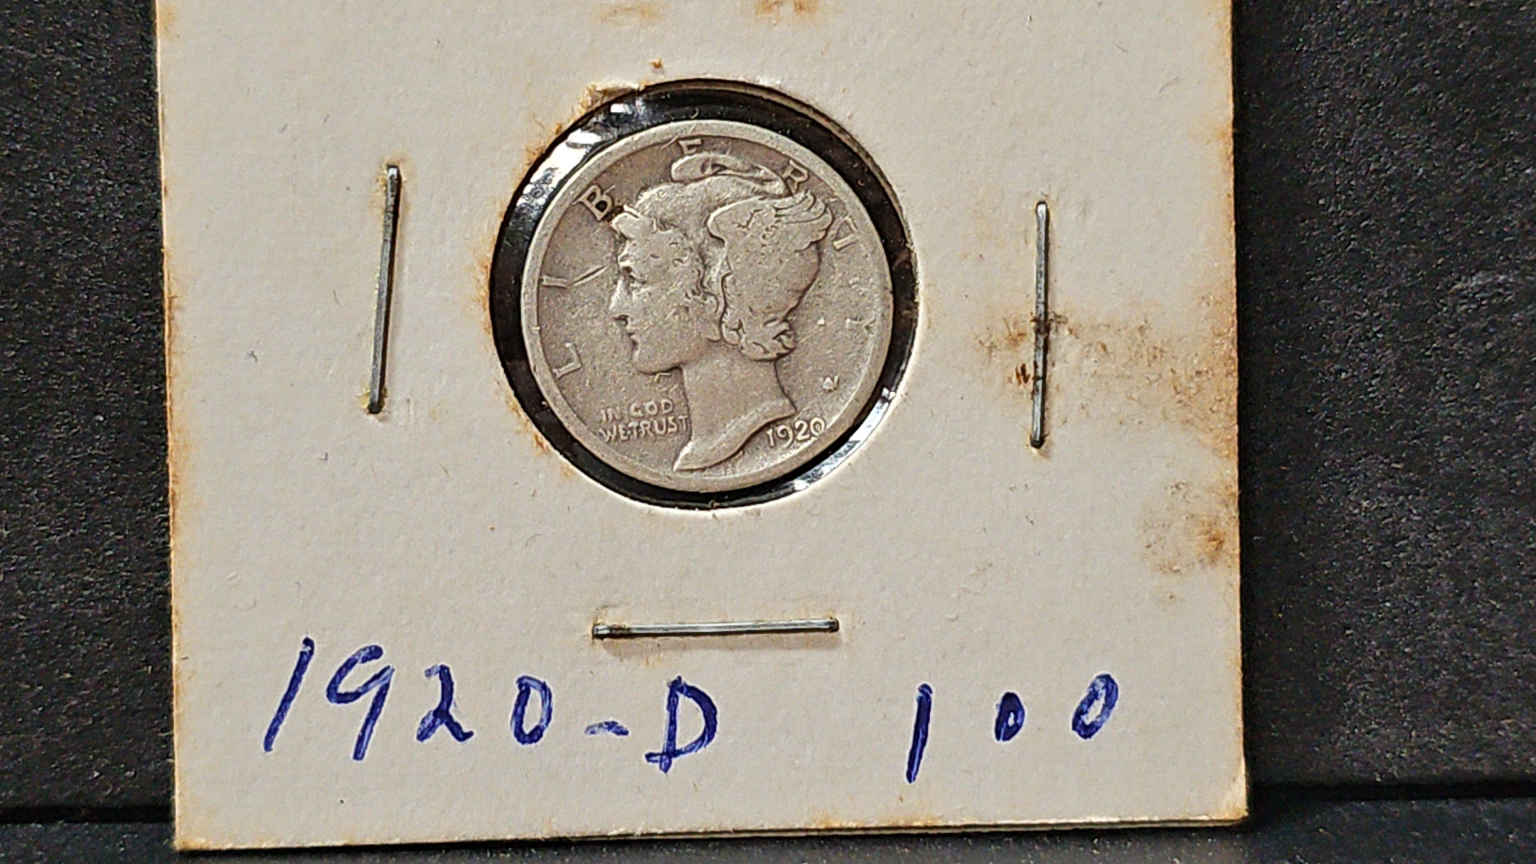 LIBERTY
IN GOD
WE TRUST
1920
1920-D 100